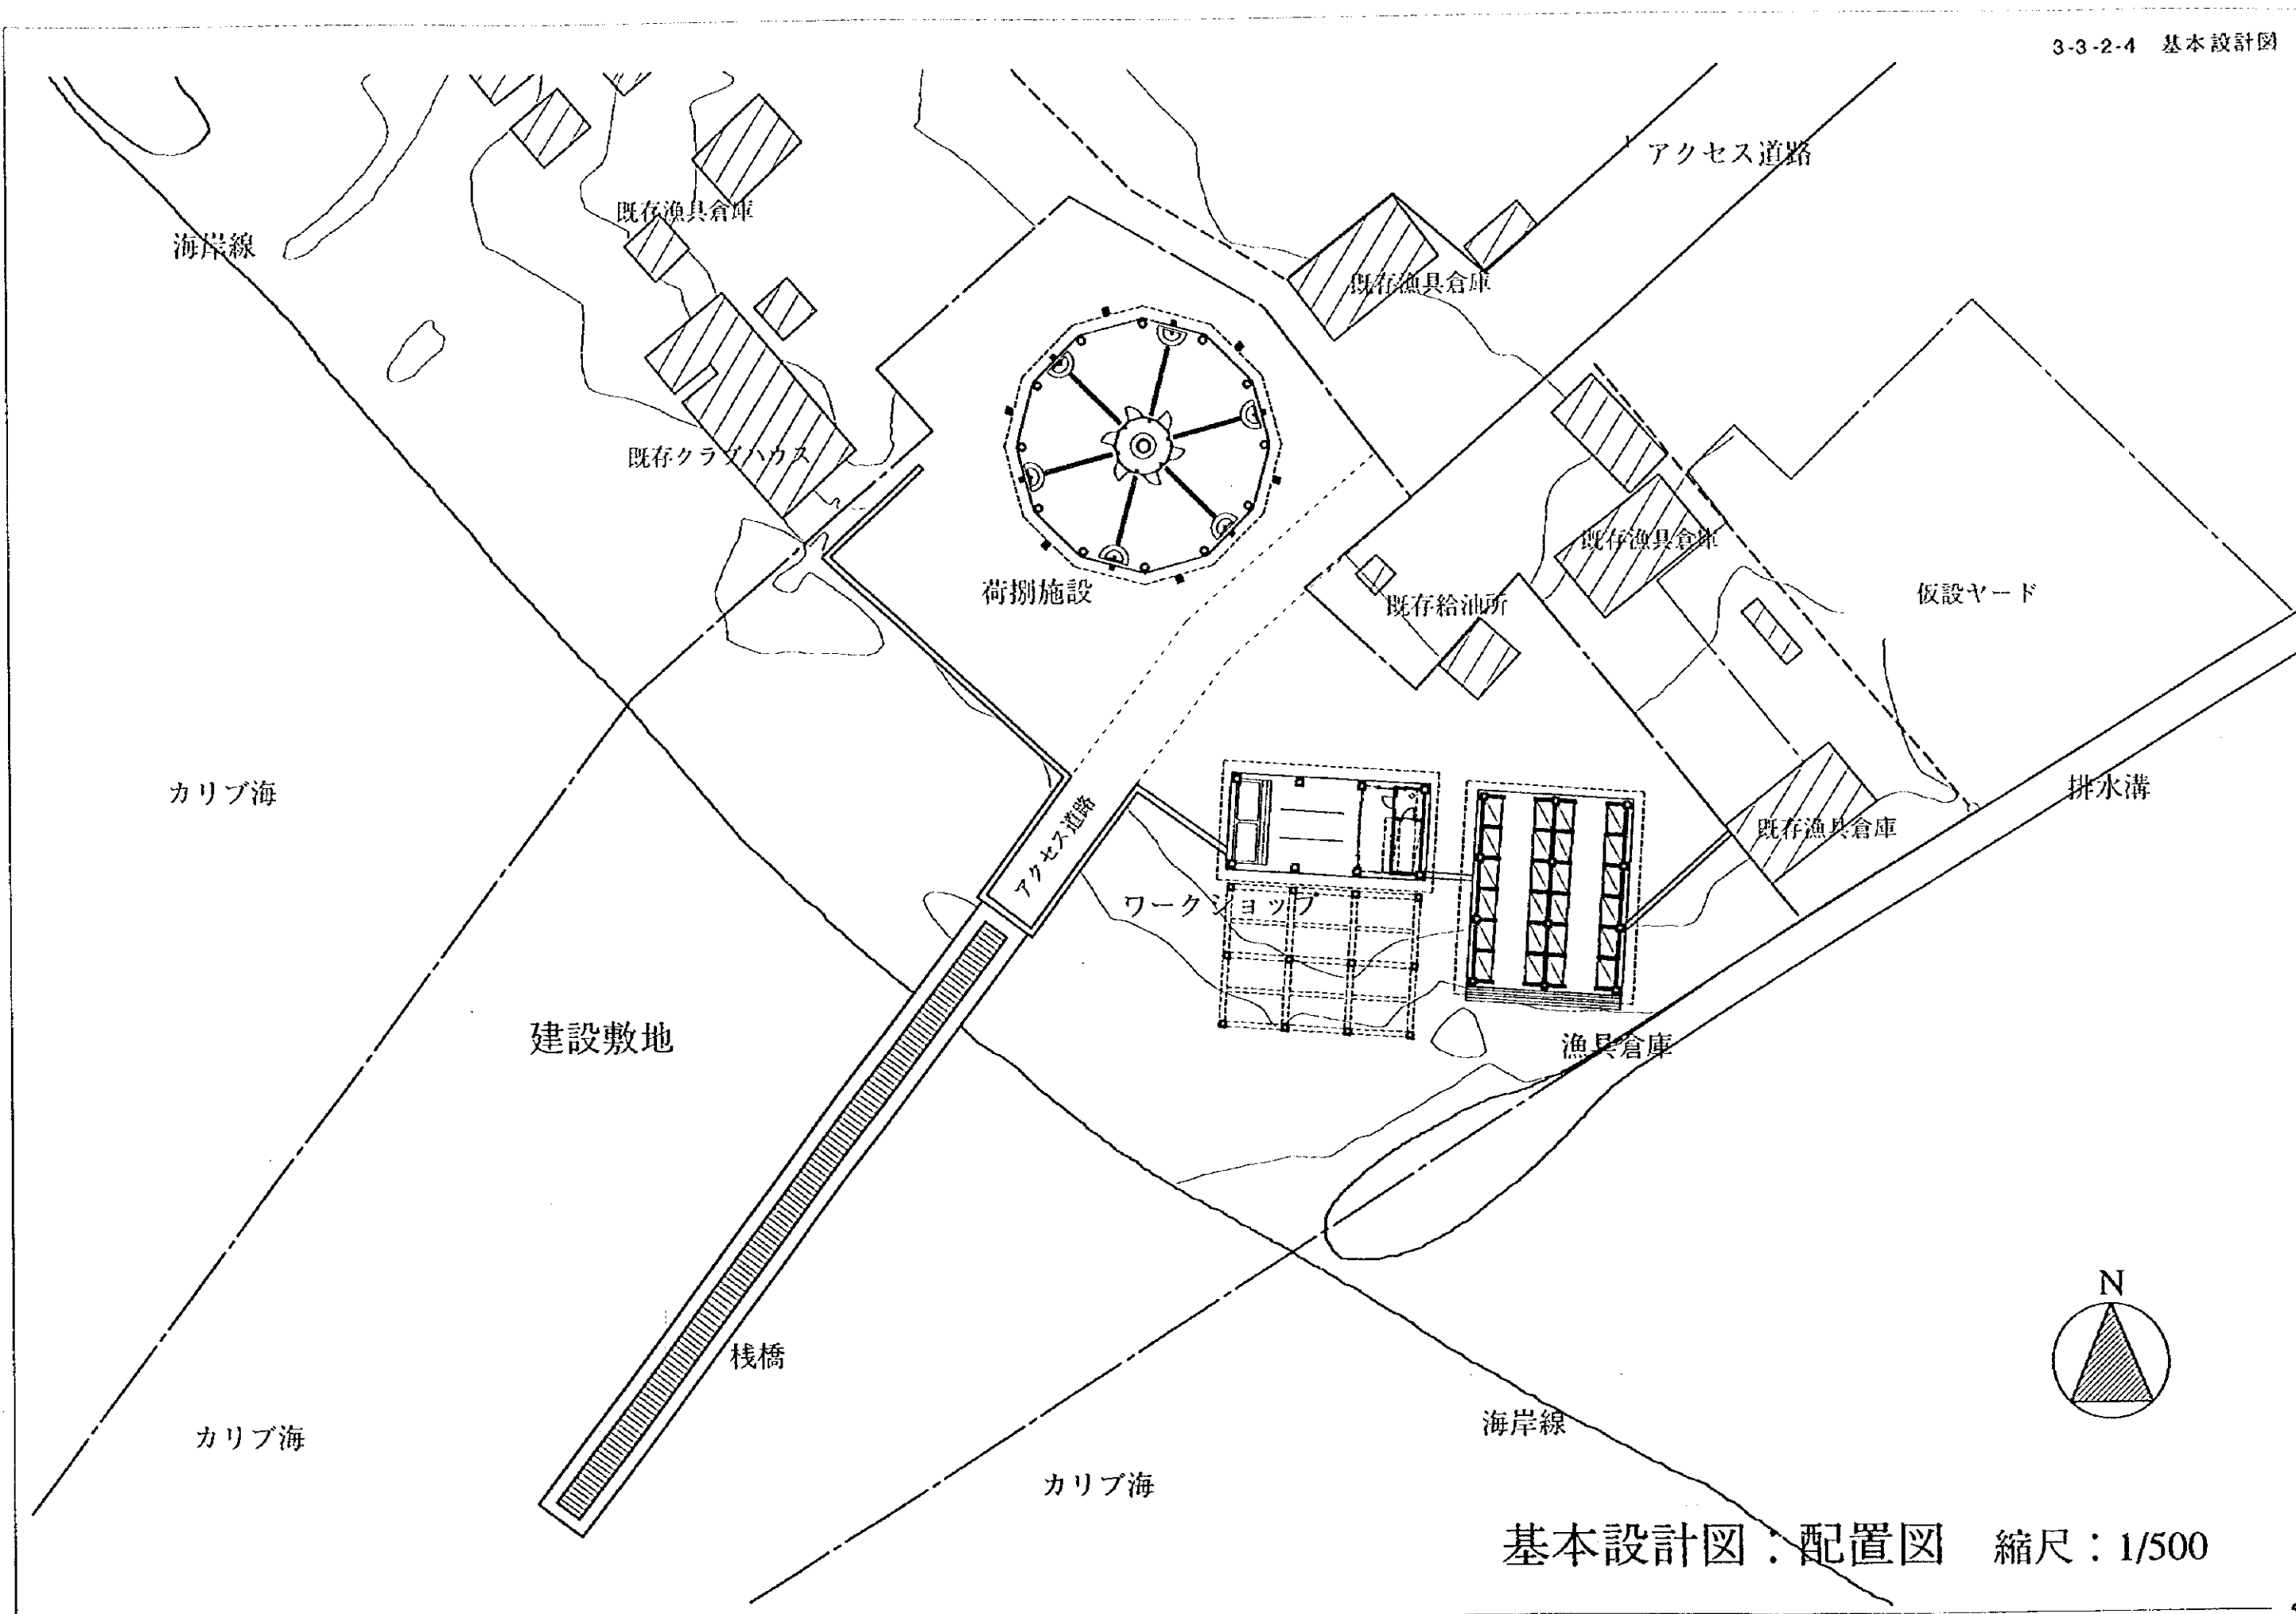 3-3-2-4 基本設計図
アクセス道路
既存漁具倉庫
海岸線
既存漁具倉庫
既存クラブハウス
既存漁具倉庫
荷捌施設
既存給油所
仮設ヤード
カリブ海
アクセス道路
排水溝
既存漁具倉庫
ワークショップ
建設敷地
漁具倉庫
N
桟橋
カリブ海
海岸線
カリブ海
基本設計図：配置図 縮尺：1/500